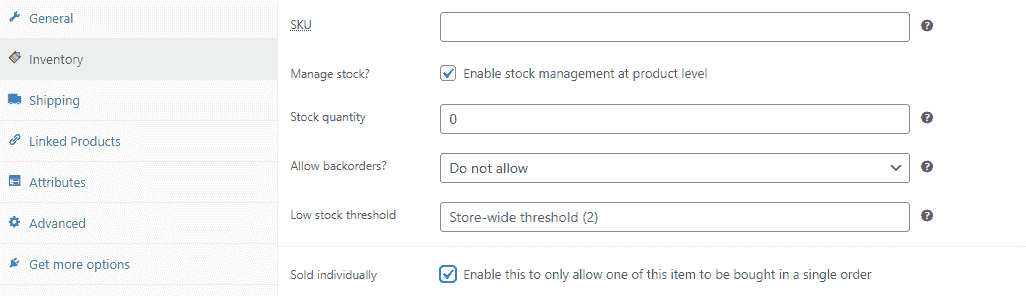 General
Inventory
Shipping
Linked Products
Attributes
Advanced
Get more options
SKU
Manage stock? Enable stock management at product level
Stock quantity 0
Allow backorders? Do not allow
Low stock threshold Store-wide threshold (2)
Sold individually Enable this to only allow one of this item to be bought in a single order